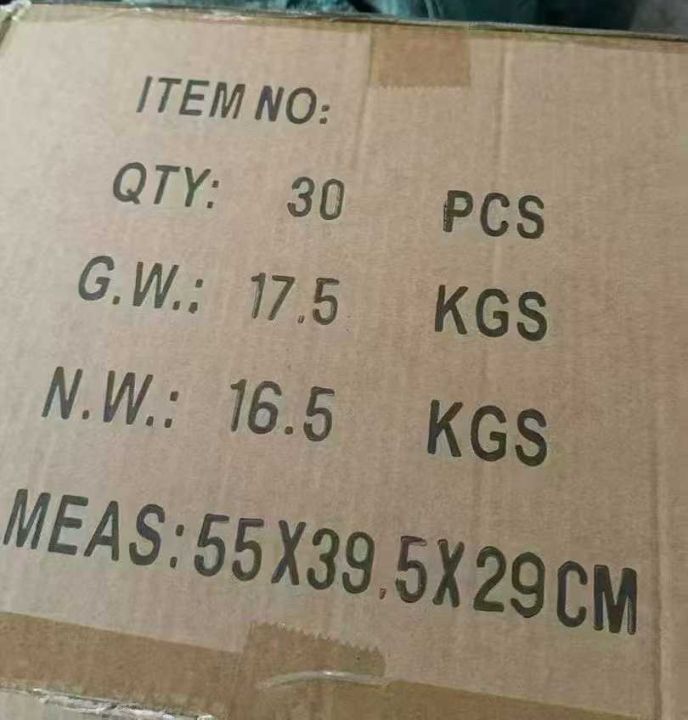 ITEM NO:
QTY: 30 PCS
G.W.: 17.5 KGS
N.W.: 16.5 KGS
MEAS: 55X39.5X29CM